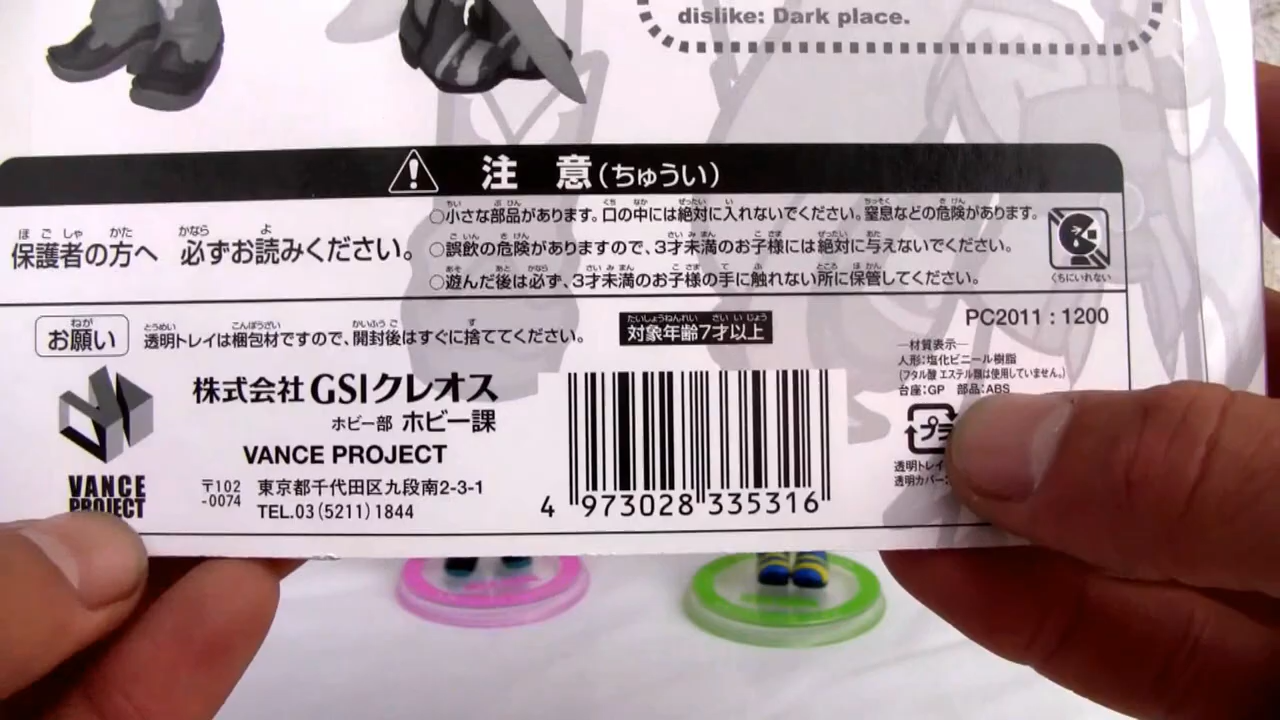 dislike: Dark place.
注意(ちゅうい)
保護者の方へ 必ずお読みください。
○小さな部品があります。口の中には絶対に入れないでください。窒息などの危険があります。
○誤飲の危険がありますので、3才未満のお子様には絶対に与えないでください。
○遊んだ後は必ず、3才未満のお子様の手に触れない所に保管してください。
くちにいれない
お願い 透明トレイは梱包材ですので、開封後はすぐに捨ててください。
対象年齢7才以上
PC2011 : 1200
―材質表示―
人形:塩化ビニール樹脂
(フタル酸エステル類は使用していません。)
台座:GP 部品:ABS
プラ
透明トレイ
透明カバー:
株式会社GSIクレオス
ホビー部 ホビー課
VANCE PROJECT
〒102-0074 東京都千代田区九段南2-3-1
TEL.03(5211)1844
VANCE
PROJECT
4 973028 335316